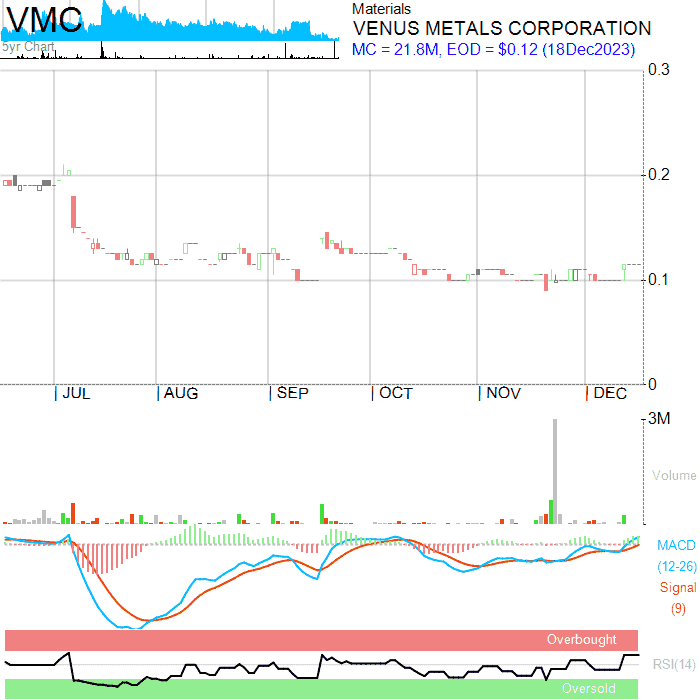 VMC
5yr Chart
Materials
VENUS METALS CORPORATION
MC = 21.8M, EOD = $0.12 (18Dec2023)
0.3
0.2
0.1
0
JUL AUG SEP OCT NOV DEC
3M
Volume
MACD
(12-26)
Signal
(9)
Overbought
RSI(14)
Oversold